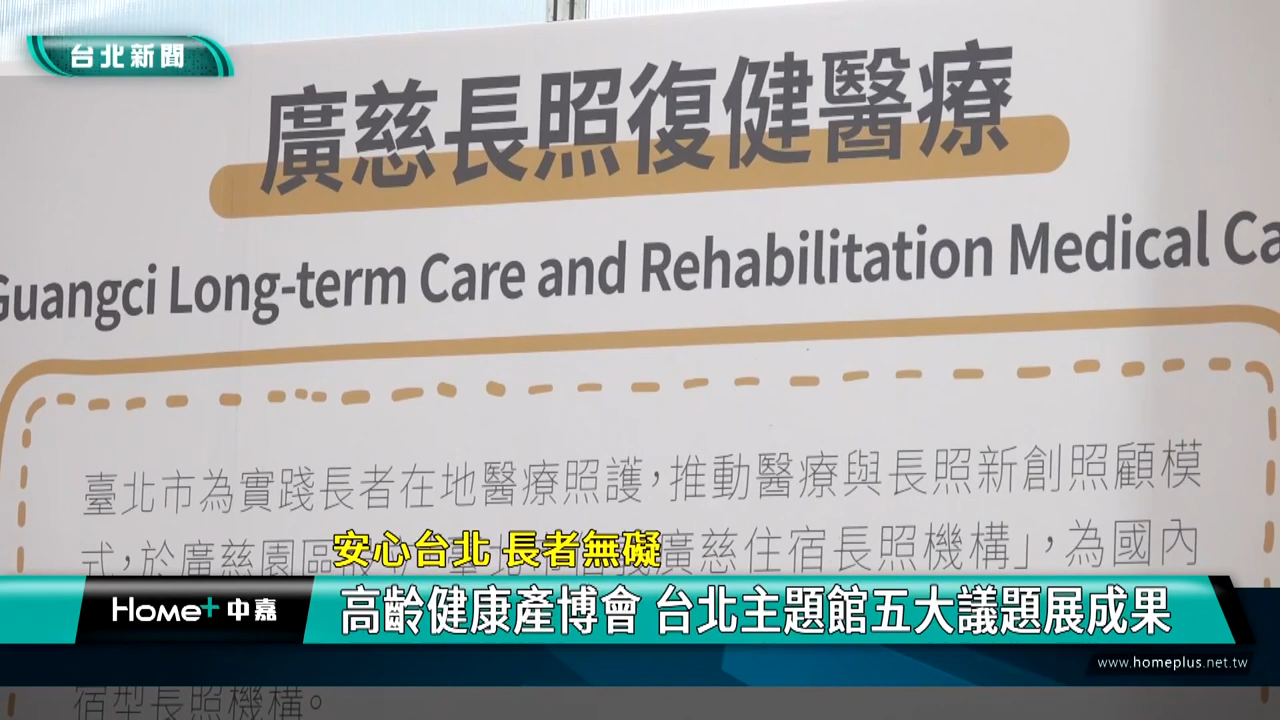 台北新聞
廣慈長照復健醫療
Guangci Long-term Care and Rehabilitation Medical Ca
臺北市為實踐長者在地醫療照護，推動醫療與長照新創照顧模
式，於廣慈園區 廣慈住宿長照機構」，為國內
安心台北 長者無礙
Home+中嘉
高齡健康產博會 台北主題館五大議題展成果
www.homeplus.net.tw
宿型長照機構。